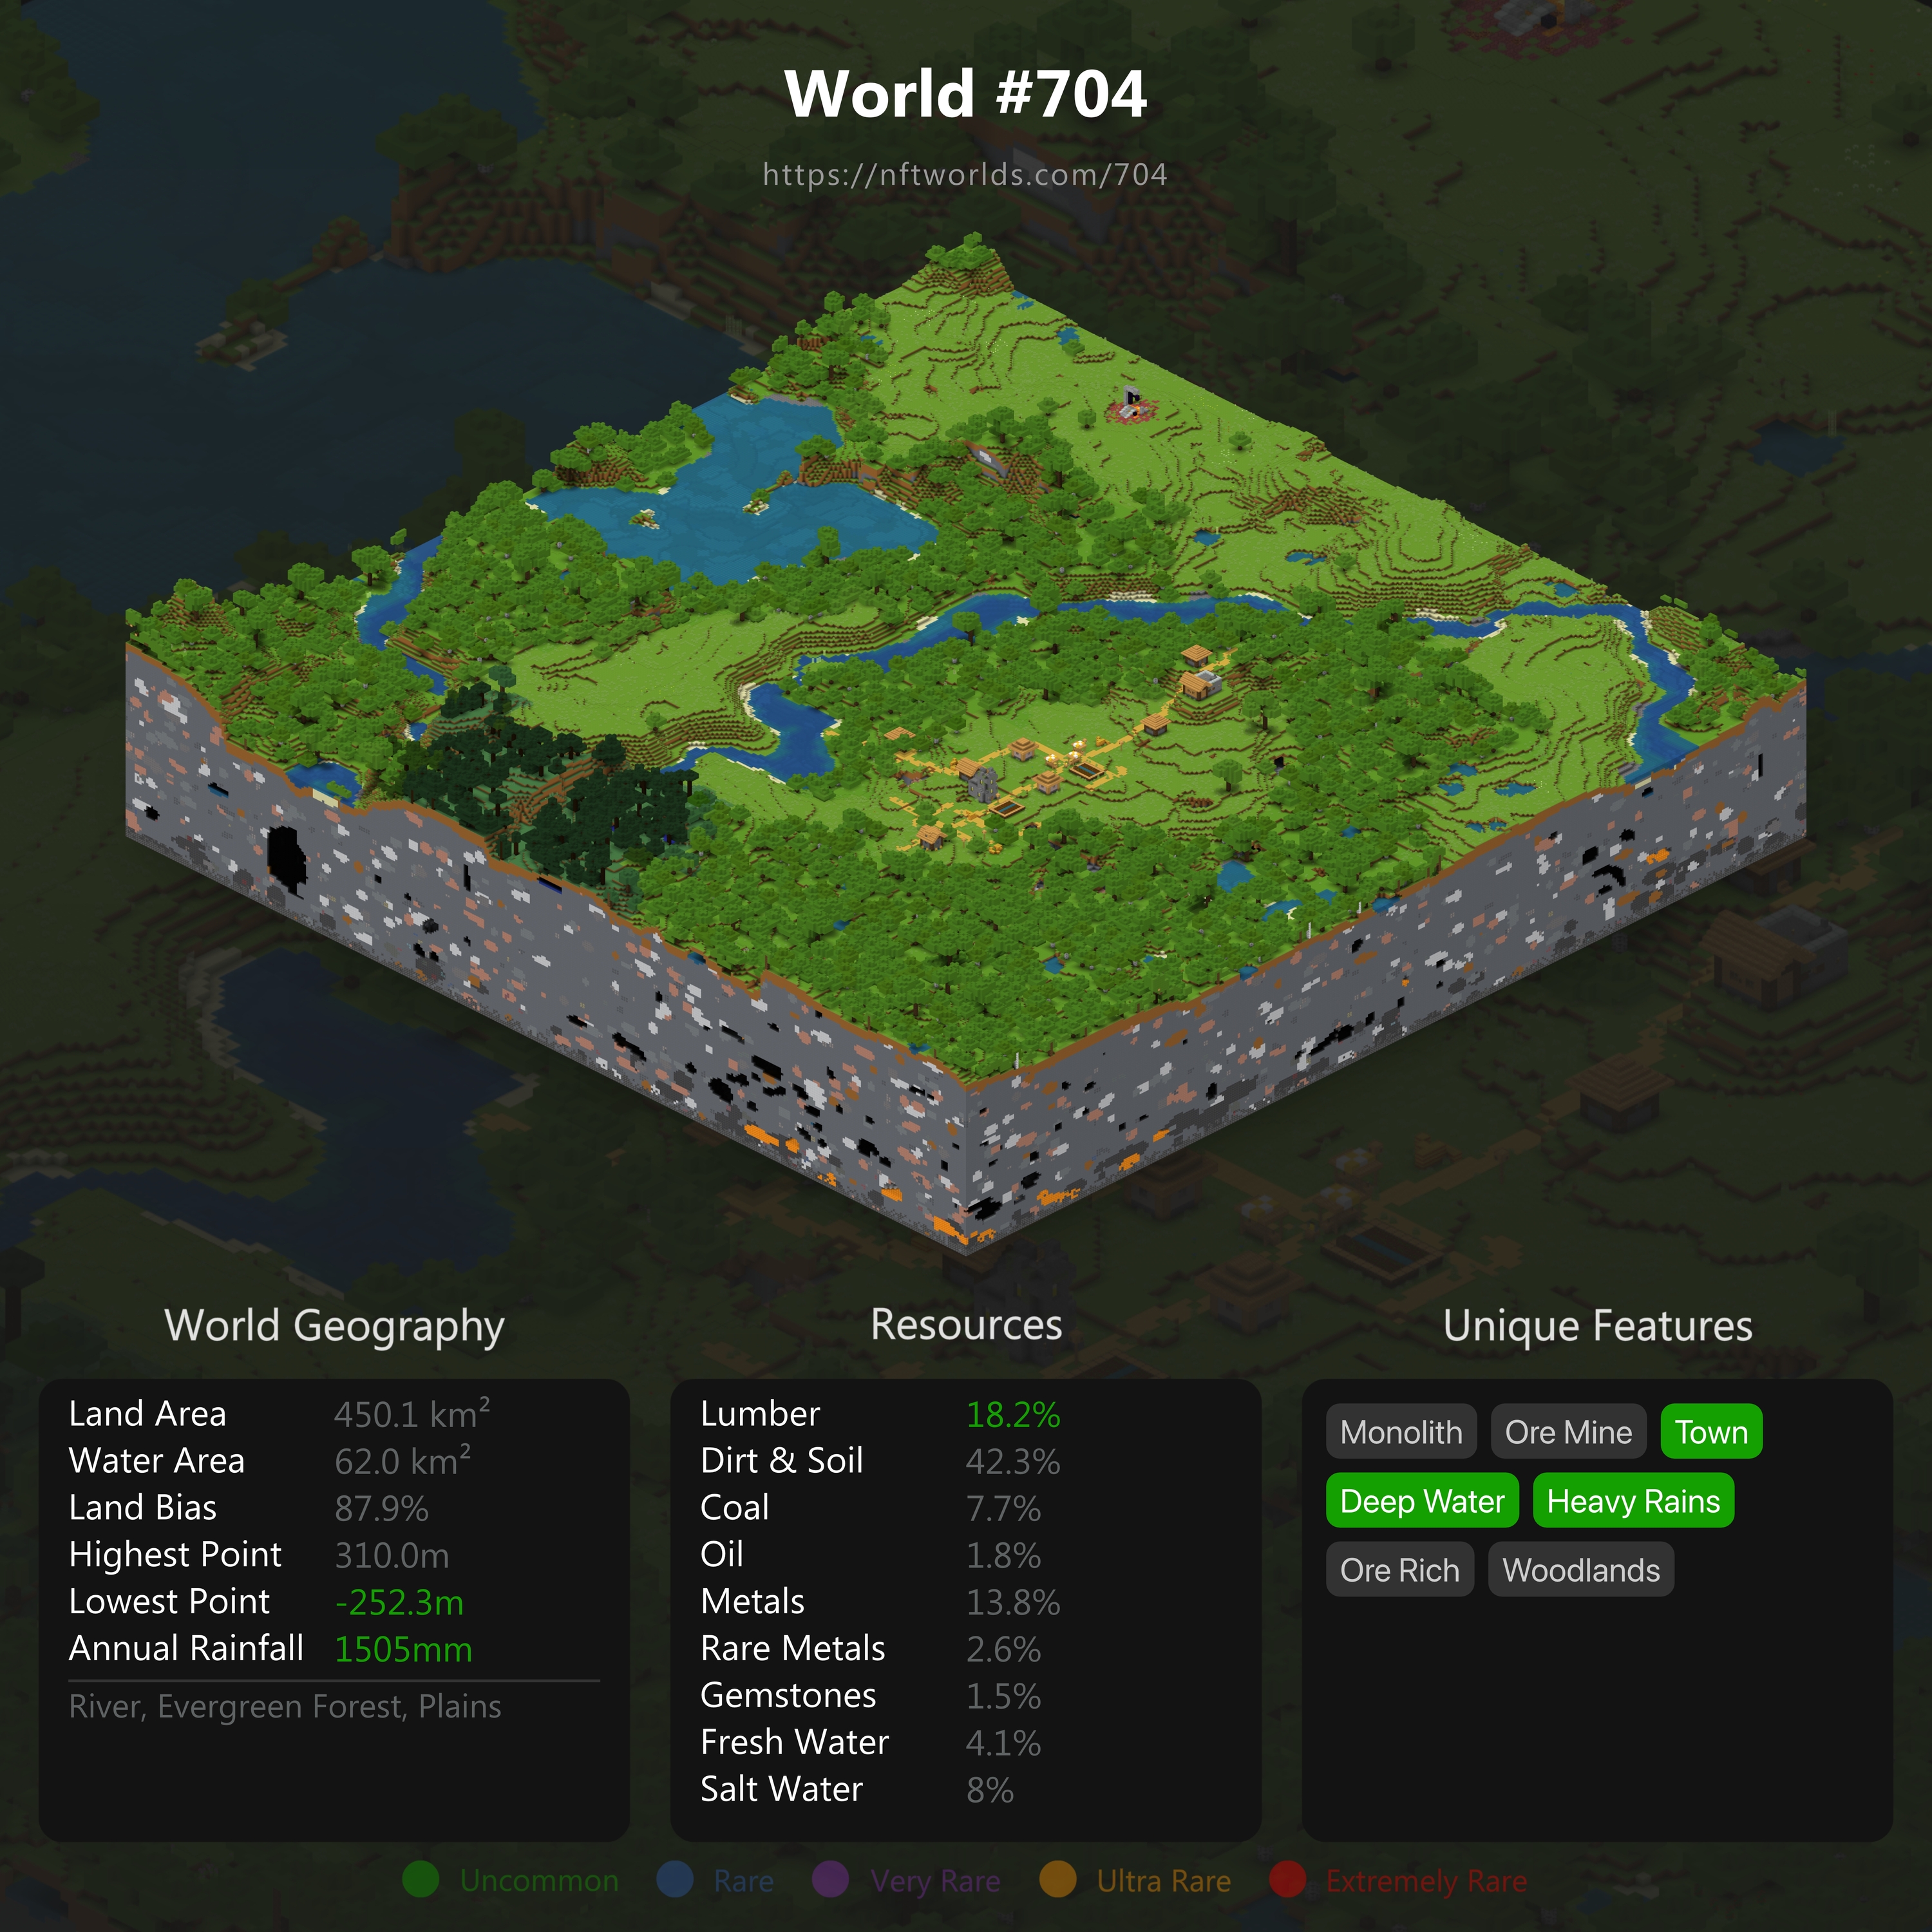 World #704
https://nftworlds.com/704
World Geography
Land Area 450.1 km²
Water Area 62.0 km²
Land Bias 87.9%
Highest Point 310.0m
Lowest Point -252.3m
Annual Rainfall 1505mm
River, Evergreen Forest, Plains
Resources
Lumber 18.2%
Dirt & Soil 42.3%
Coal 7.7%
Oil 1.8%
Metals 13.8%
Rare Metals 2.6%
Gemstones 1.5%
Fresh Water 4.1%
Salt Water 8%
Unique Features
Monolith Ore Mine Town
Deep Water Heavy Rains
Ore Rich Woodlands
Uncommon Rare Very Rare Ultra Rare Extremely Rare